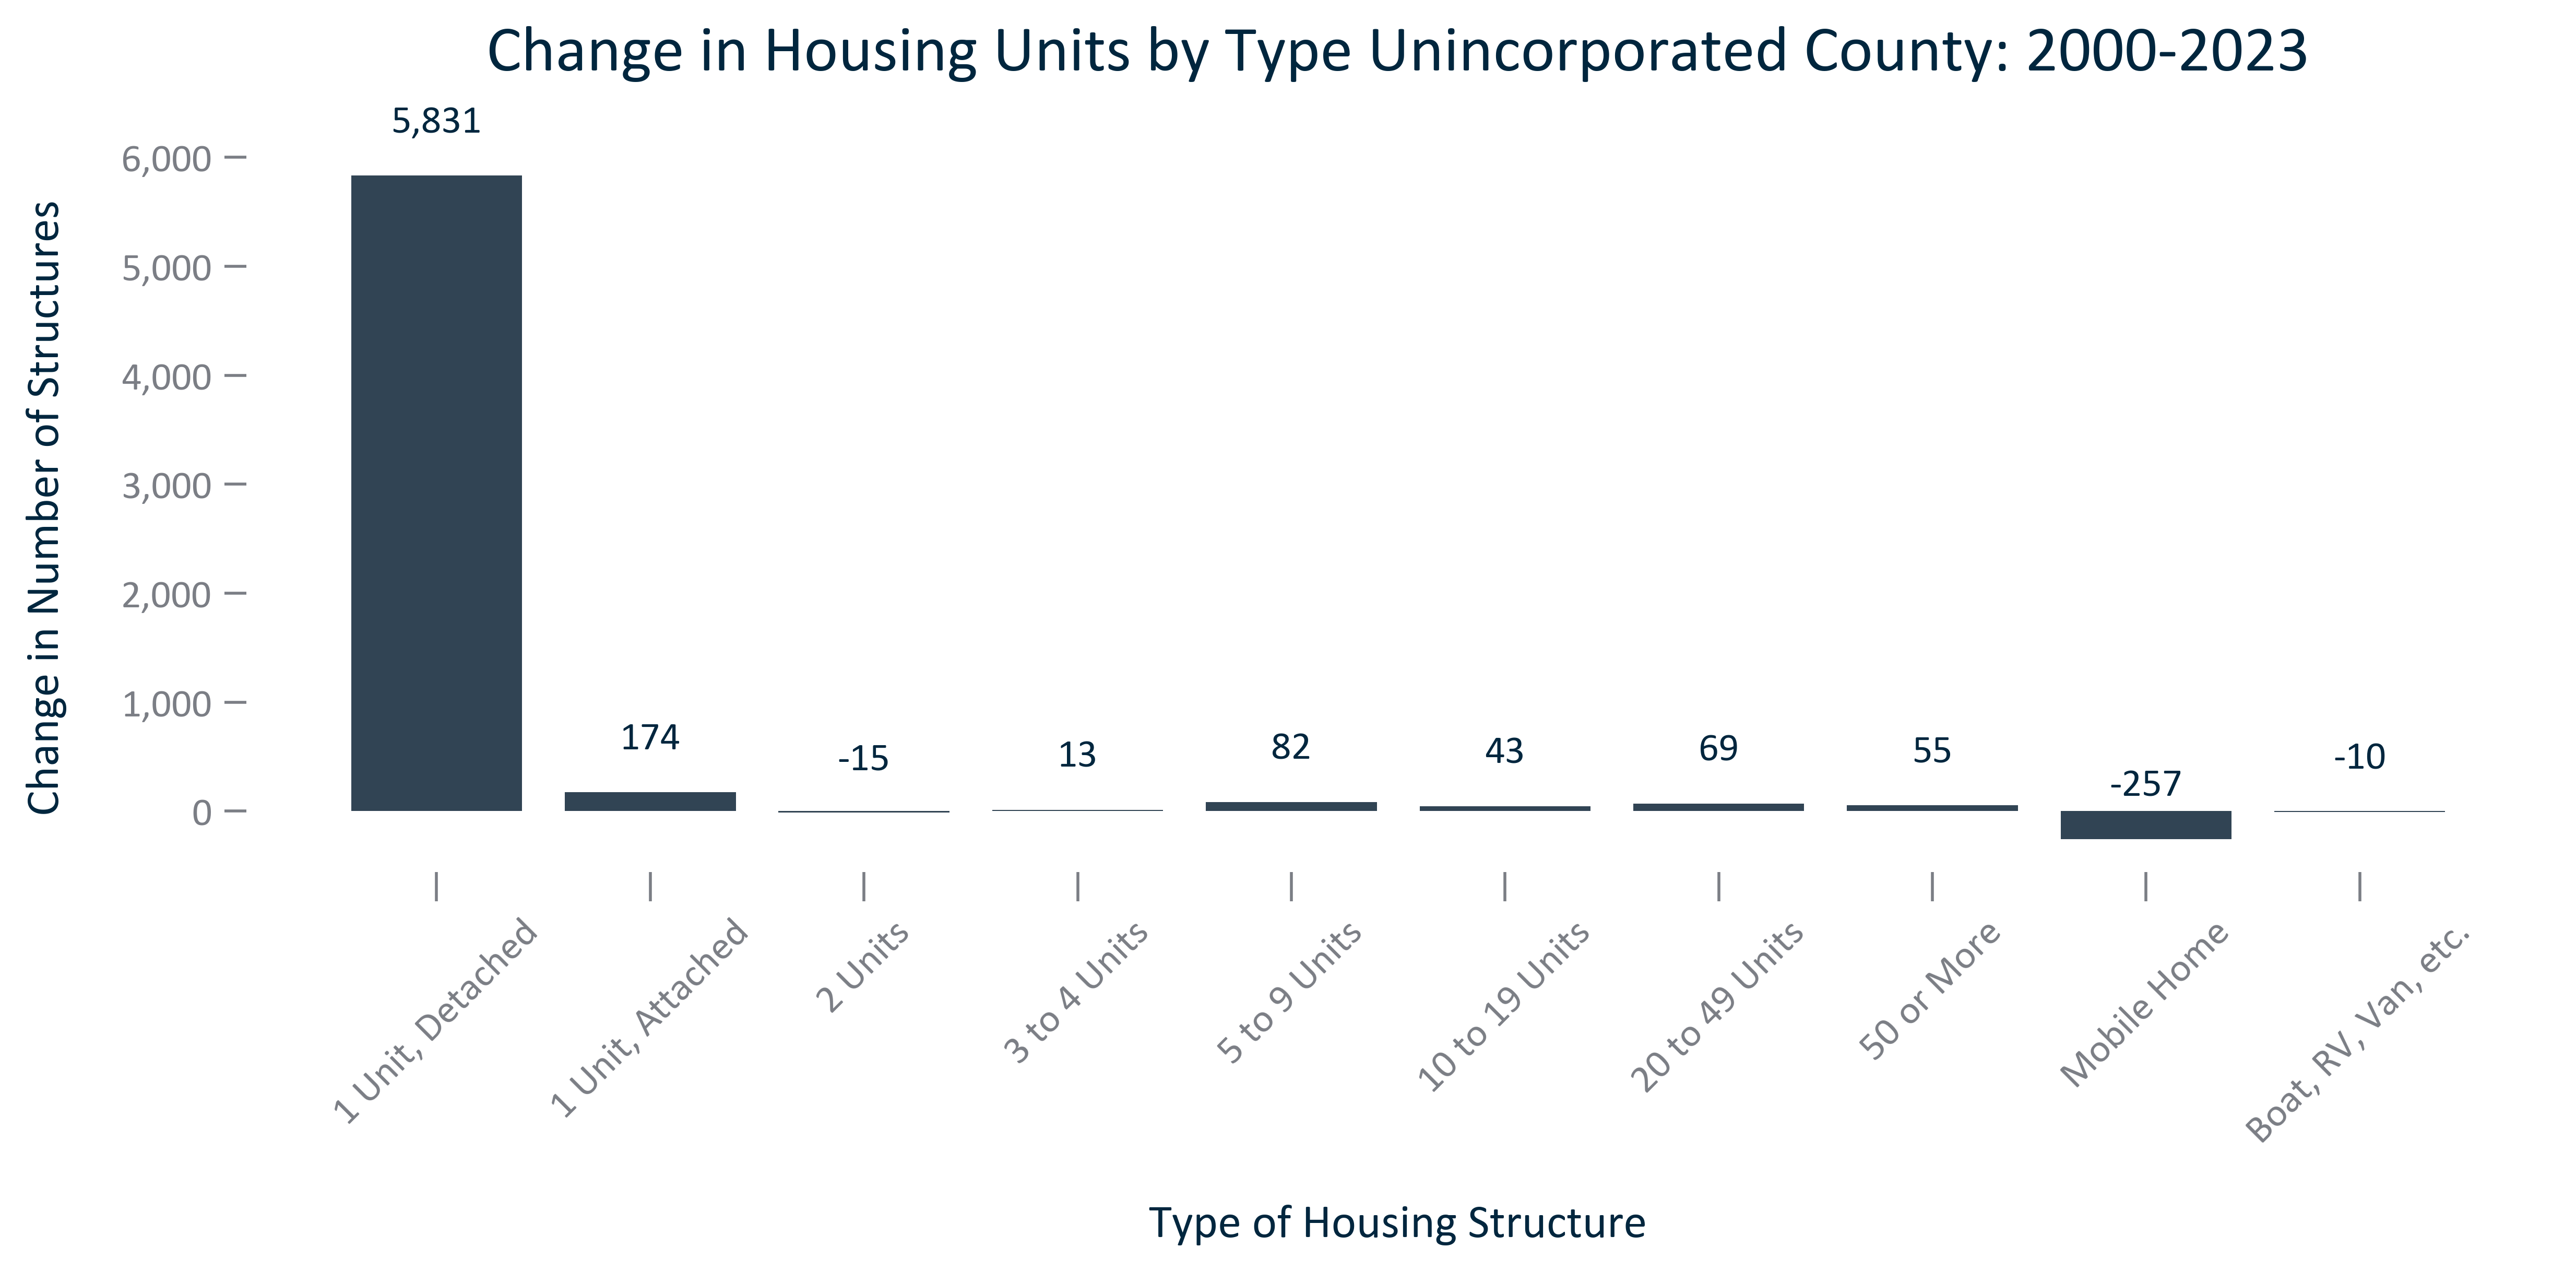 Change in Housing Units by Type Unincorporated County: 2000-2023
Change in Number of Structures
6,000
5,000
4,000
3,000
2,000
1,000
0
5,831
174
-15
13
82
43
69
55
-257
-10
1 Unit, Detached
1 Unit, Attached
2 Units
3 to 4 Units
5 to 9 Units
10 to 19 Units
20 to 49 Units
50 or More
Mobile Home
Boat, RV, Van, etc.
Type of Housing Structure